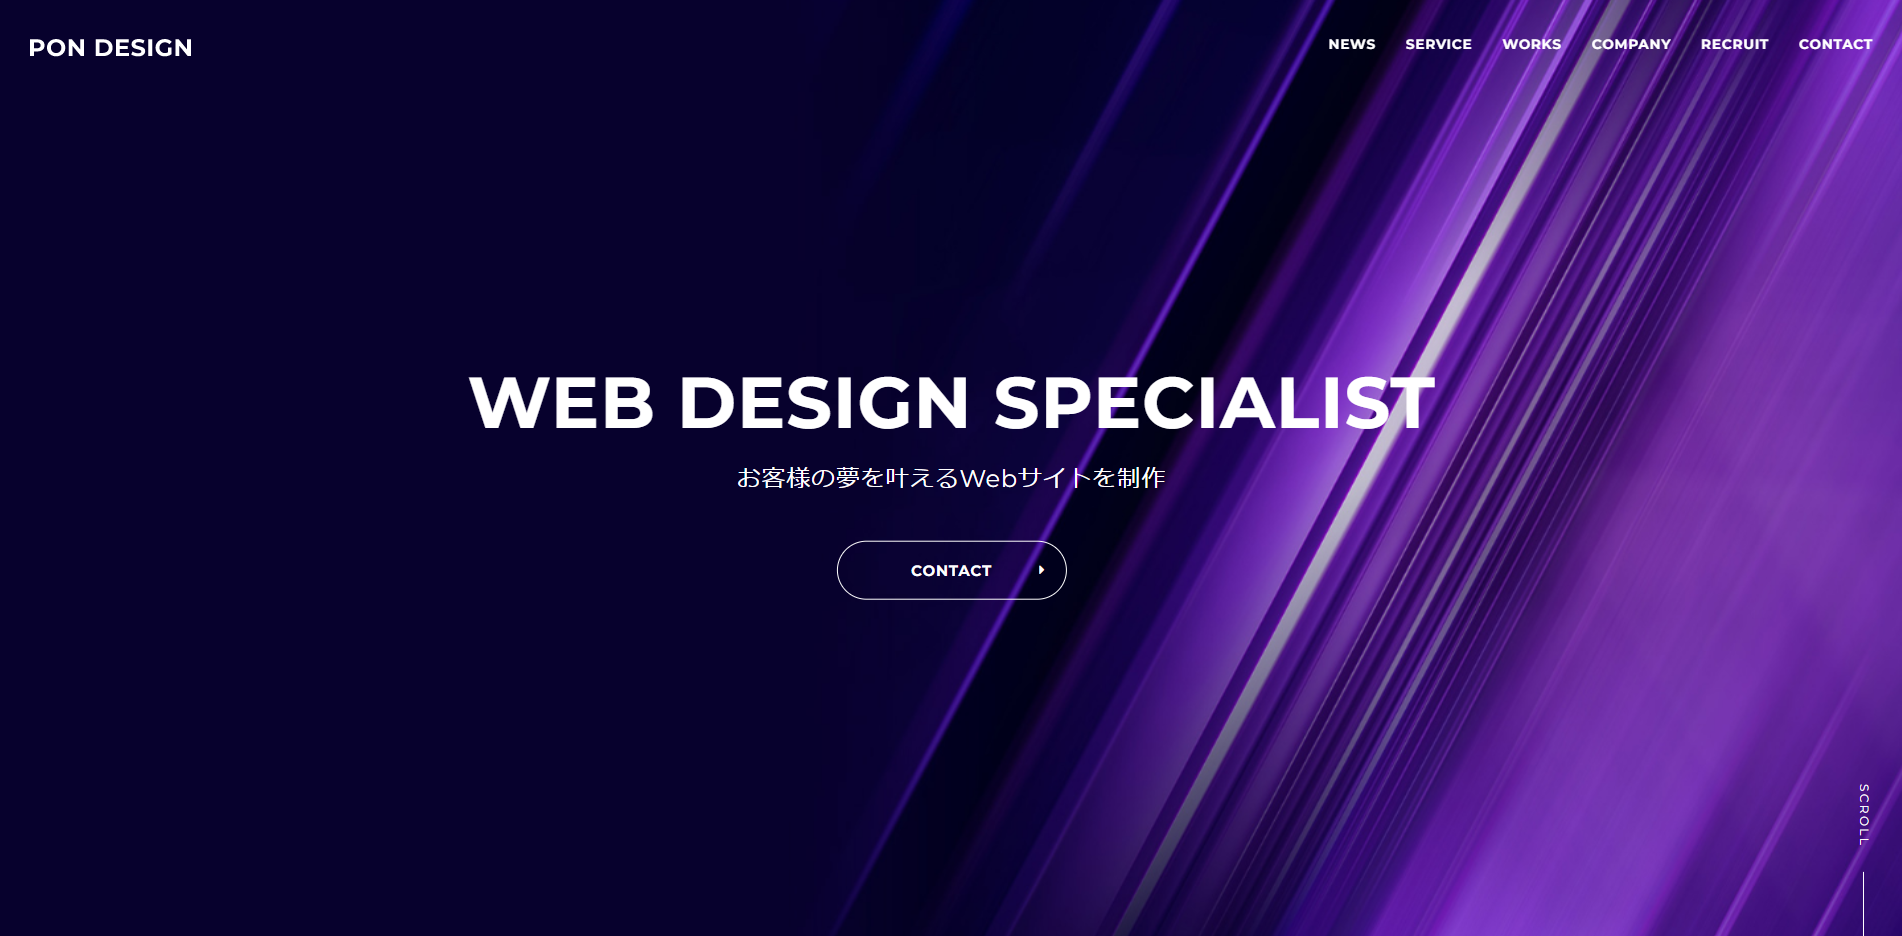 PON DESIGN
NEWS SERVICE WORKS COMPANY RECRUIT CONTACT
WEB DESIGN SPECIALIST
お客様の夢を叶えるWebサイトを制作
CONTACT
SCROLL